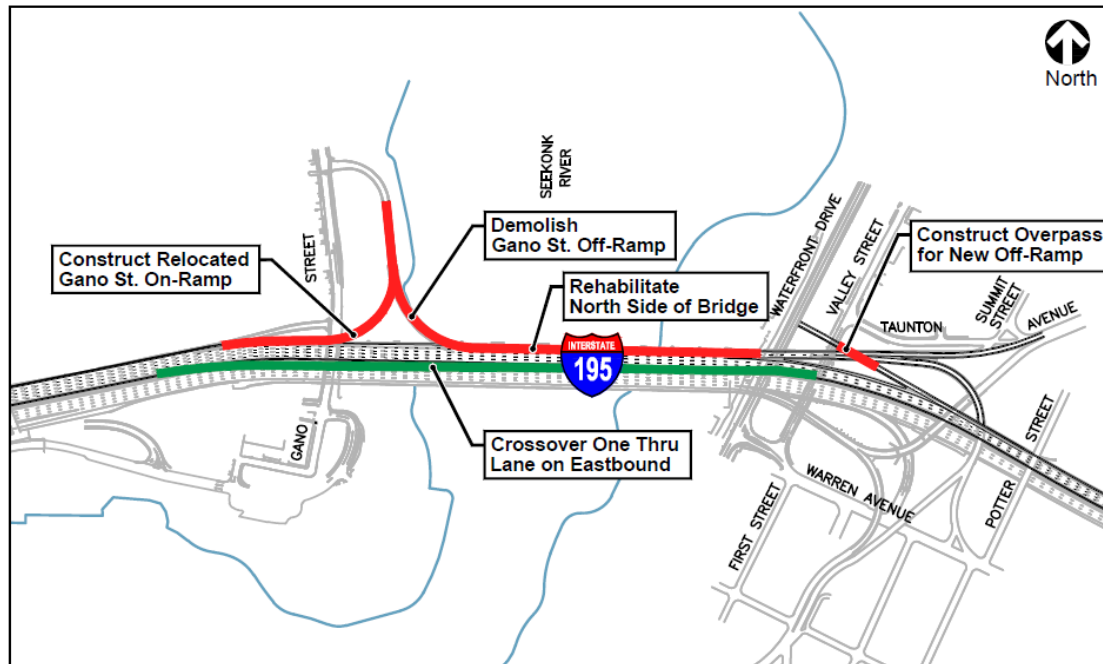 North
SEEKONK
RIVER
Demolish
Gano St. Off-Ramp
Construct Relocated
Gano St. On-Ramp
STREET
Rehabilitate
North Side of Bridge
WATERFRONT DRIVE
VALLEY STREET
Construct Overpass
for New Off-Ramp
SUMMIT
STREET
TAUNTON
AVENUE
INTERSTATE
195
GANO
Crossover One Thru
Lane on Eastbound
WARREN AVENUE
FIRST STREET
STREET
POTTER